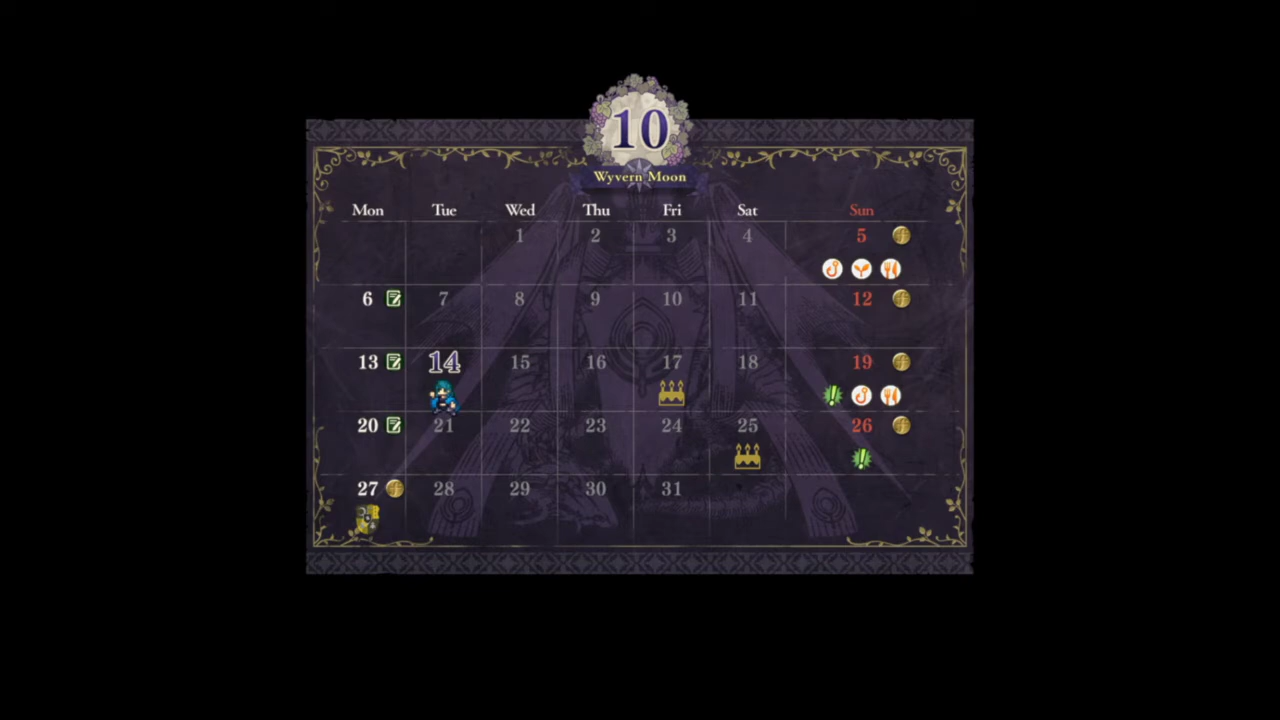 10
Wyvern Moon
Mon Tue Wed Thu Fri Sat Sun
1 2 3 4 5
6 7 8 9 10 11 12
13 14 15 16 17 18 19
20 21 22 23 24 25 26
27 28 29 30 31